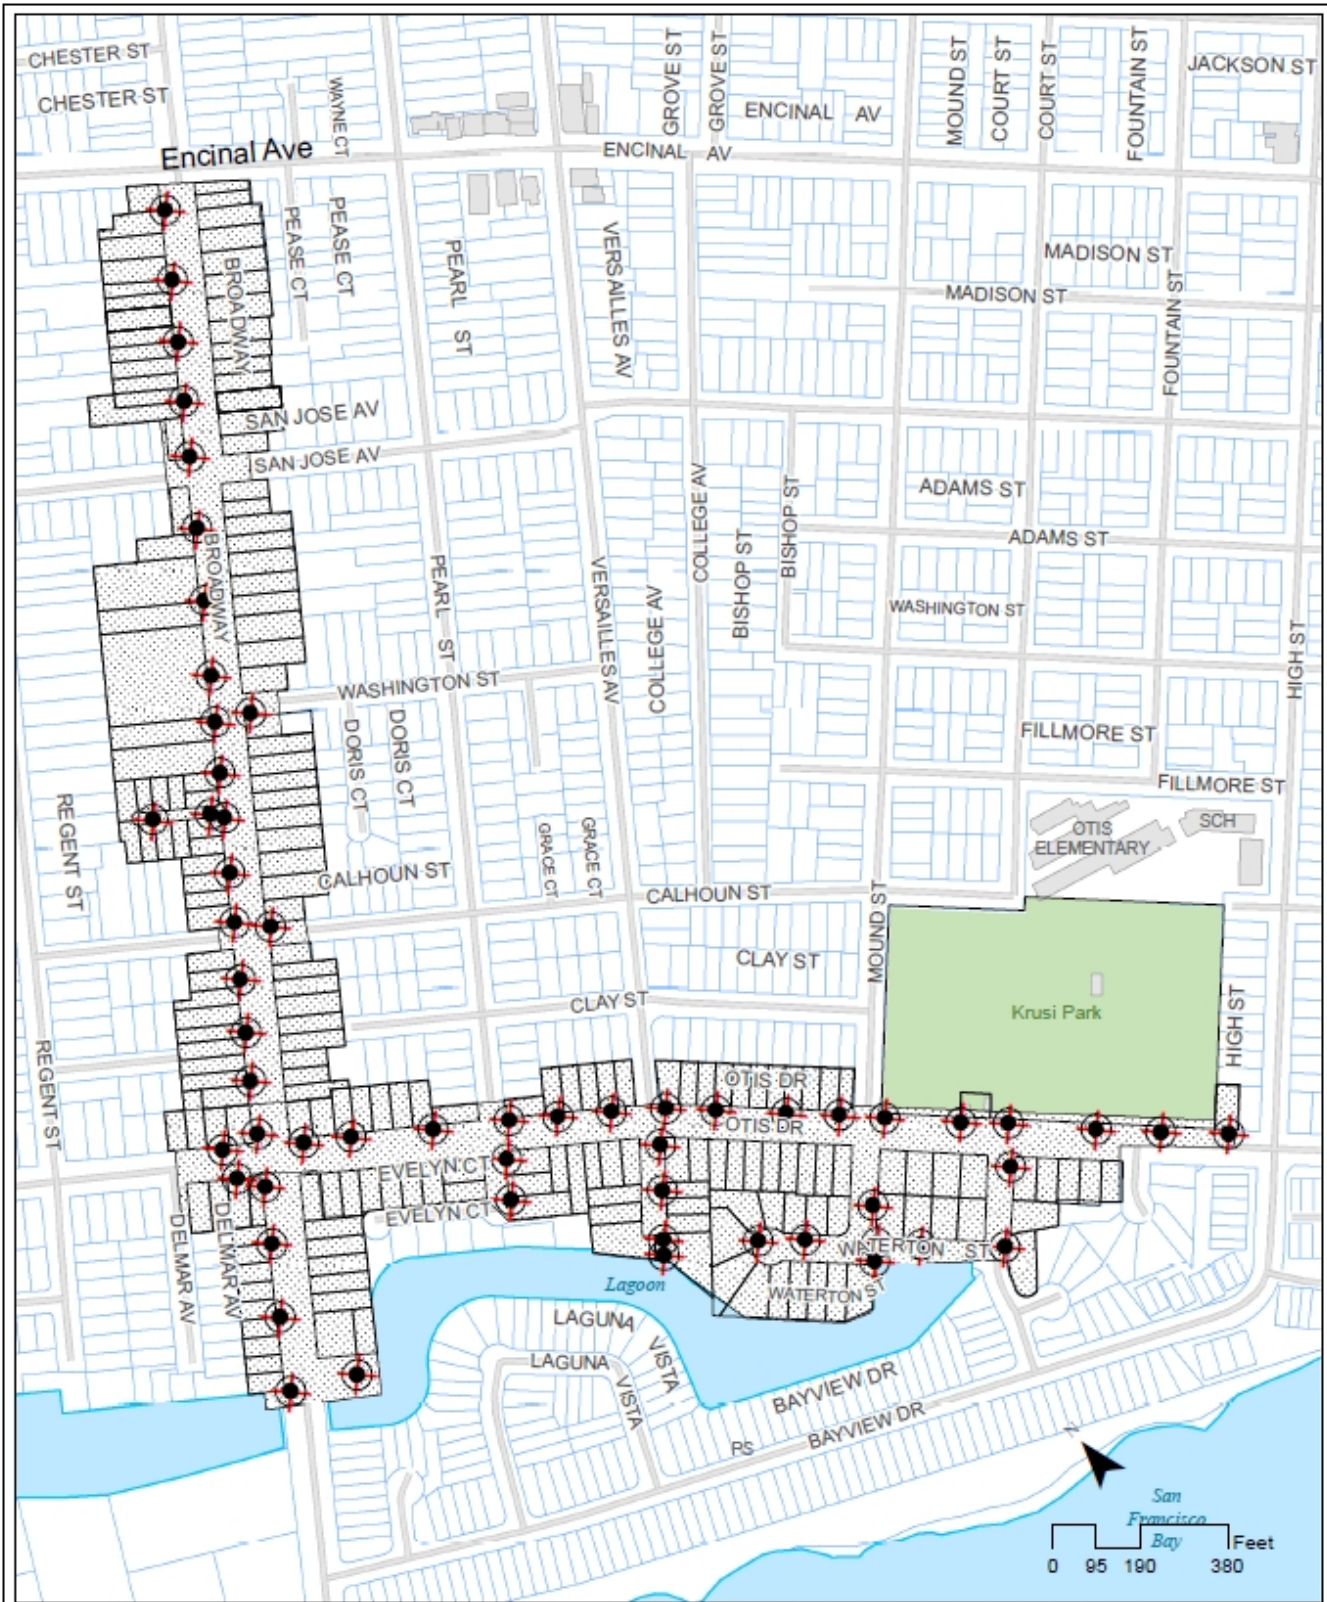 CHESTER ST
CHESTER ST
WAYNE CT
Encinal Ave
GROVE ST
GROVE ST
ENCINAL AV
ENCINAL AV
MOUND ST
COURT ST
COURT ST
FOUNTAIN ST
JACKSON ST
PEASE CT
PEASE CT
BROADWAY
PEARL ST
VERSAILLES AV
MADISON ST
MADISON ST
FOUNTAIN ST
SAN JOSE AV
SAN JOSE AV
BROADWAY
PEARL ST
VERSAILLES AV
COLLEGE AV
COLLEGE AV
BISHOP ST
BISHOP ST
ADAMS ST
ADAMS ST
WASHINGTON ST
HIGH ST
WASHINGTON ST
DORIS CT
DORIS CT
FILLMORE ST
FILLMORE ST
REGENT ST
GRACE CT
GRACE CT
OTIS
ELEMENTARY
SCH
CALHOUN ST
CALHOUN ST
MOUND ST
CLAY ST
CLAY ST
Krusi Park
HIGH ST
REGENT ST
OTIS DR
OTIS DR
EVELYN CT
EVELYN CT
DELMAR AV
DELMAR AV
WATERTON ST
WATERTON ST
Lagoon
LAGUNA VISTA
LAGUNA VISTA
BAYVIEW DR
BAYVIEW DR
PS
N
San
Francisco
Bay
Feet
0 95 190 380